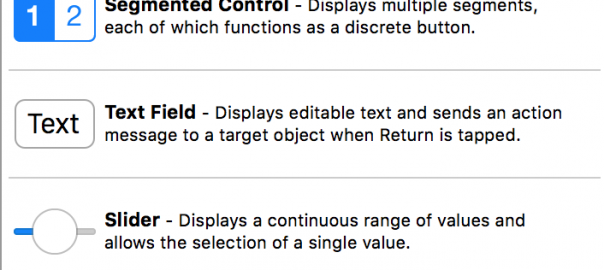 1 2
Segmented Control - Displays multiple segments,
each of which functions as a discrete button.
Text
Text Field - Displays editable text and sends an action
message to a target object when Return is tapped.
Slider - Displays a continuous range of values and
allows the selection of a single value.